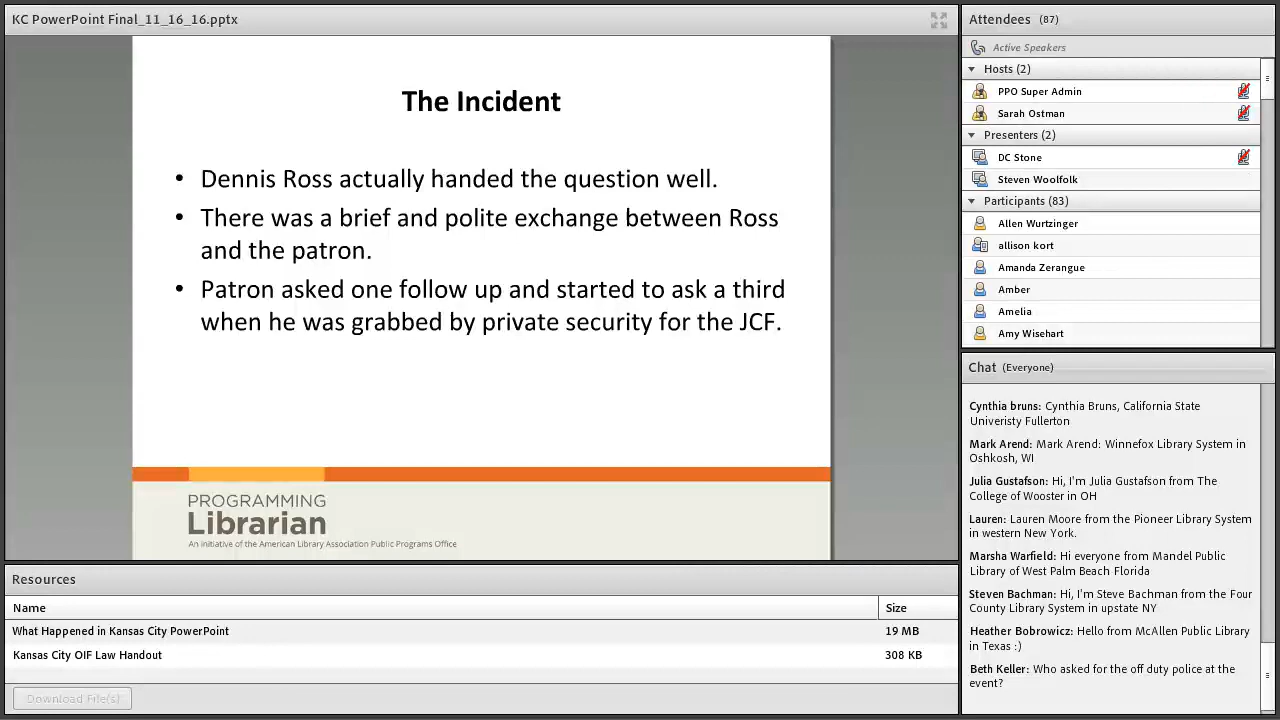 KC PowerPoint Final_11_16_16.pptx
The Incident
• Dennis Ross actually handed the question well.
• There was a brief and polite exchange between Ross
and the patron.
• Patron asked one follow up and started to ask a third
when he was grabbed by private security for the JCF.
PROGRAMMING
Librarian
An initiative of the American Library Association Public Programs Office
Resources
Name Size
What Happened in Kansas City PowerPoint 19 MB
Kansas City OIF Law Handout 308 KB
Download File(s)
Attendees (87)
Active Speakers
Hosts (2)
PPO Super Admin
Sarah Ostman
Presenters (2)
DC Stone
Steven Woolfolk
Participants (83)
Allen Wurtzinger
allison kort
Amanda Zerangue
Amber
Amelia
Amy Wisehart
Chat (Everyone)
Cynthia bruns: Cynthia Bruns, California State
Univeristy Fullerton
Mark Arend: Mark Arend: Winnefox Library System in
Oshkosh, WI
Julia Gustafson: Hi, I'm Julia Gustafson from The
College of Wooster in OH
Lauren: Lauren Moore from the Pioneer Library System
in western New York.
Marsha Warfield: Hi everyone from Mandel Public
Library of West Palm Beach Florida
Steven Bachman: Hi, I'm Steve Bachman from the Four
County Library System in upstate NY
Heather Bobrowicz: Hello from McAllen Public Library
in Texas :)
Beth Keller: Who asked for the off duty police at the
event?